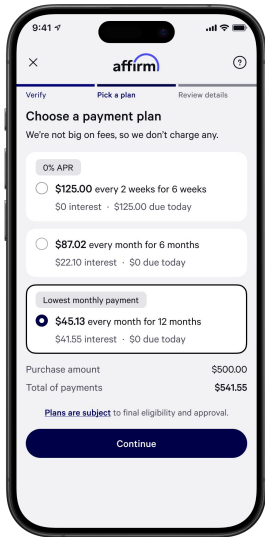 9:41
affirm
?
Verify
Pick a plan
Review details
Choose a payment plan
We're not big on fees, so we don't charge any.
0% APR
$125.00 every 2 weeks for 6 weeks
$0 interest · $125.00 due today
$87.02 every month for 6 months
$22.10 interest · $0 due today
Lowest monthly payment
$45.13 every month for 12 months
$41.55 interest · $0 due today
Purchase amount $500.00
Total of payments $541.55
Plans are subject to final eligibility and approval.
Continue